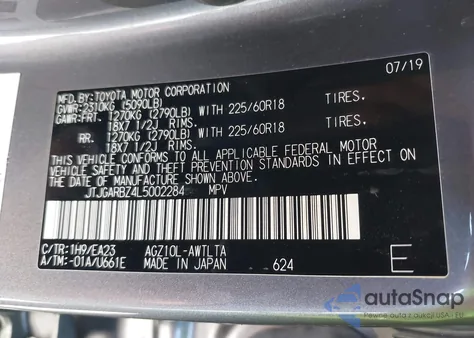 MFD.BY:TOYOTA MOTOR CORPORATION 07/19
GVWR:2310KG (5090LB)
GAWR:FRT. 1270KG (2790LB) WITH 225/60R18 TIRES.
18X7 1/2J RIMS.
RR. 1270KG (2790LB) WITH 225/60R18 TIRES.
18X7 1/2J RIMS.
THIS VEHICLE CONFORMS TO ALL APPLICABLE FEDERAL MOTOR
VEHICLE SAFETY AND THEFT PREVENTION STANDARDS IN EFFECT ON
THE DATE OF MANUFACTURE SHOWN ABOVE.
JTJGARBZ4L5002284 MPV
C/TR:1H9/EA23 AGZ10L-AWTLTA
A/TM:-01A/U661E MADE IN JAPAN 624 E
autoSnap